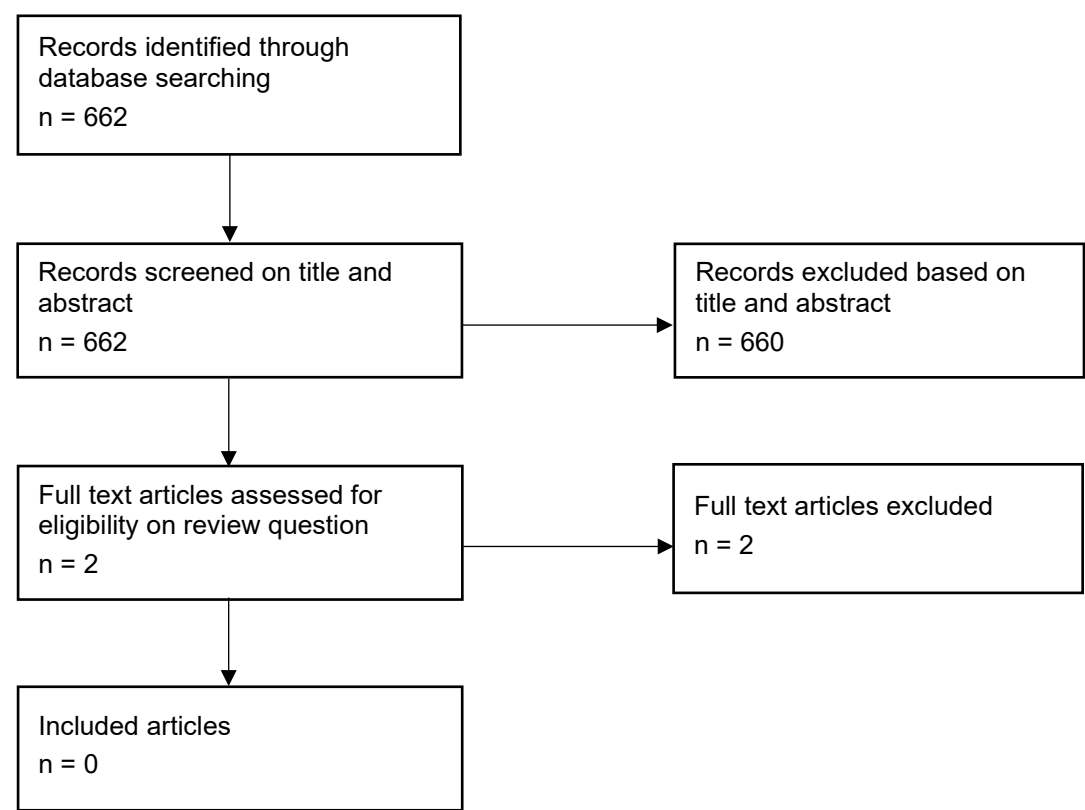 Records identified through
database searching
n = 662
Records screened on title and
abstract
n = 662
Records excluded based on
title and abstract
n = 660
Full text articles assessed for
eligibility on review question
n = 2
Full text articles excluded
n = 2
Included articles
n = 0